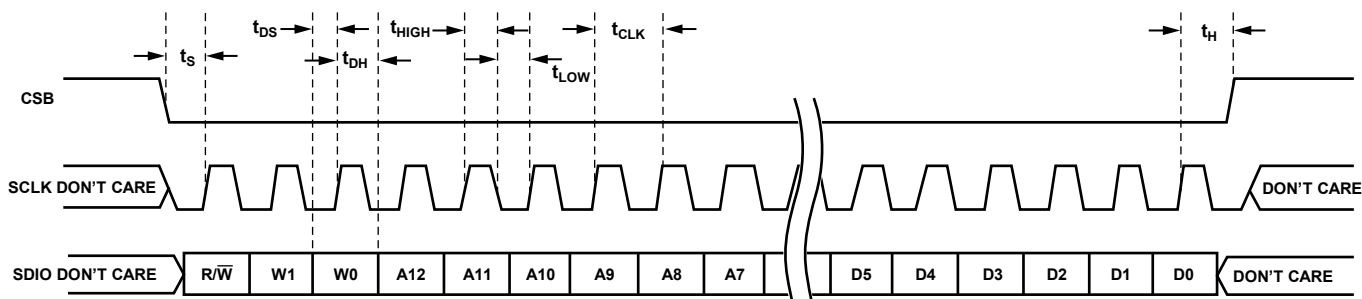 tDS tHIGH tCLK tH
tS tDH tLOW
CSB
SCLK DON'T CARE DON'T CARE
SDIO DON'T CARE R/W̅ W1 W0 A12 A11 A10 A9 A8 A7 D5 D4 D3 D2 D1 D0 DON'T CARE